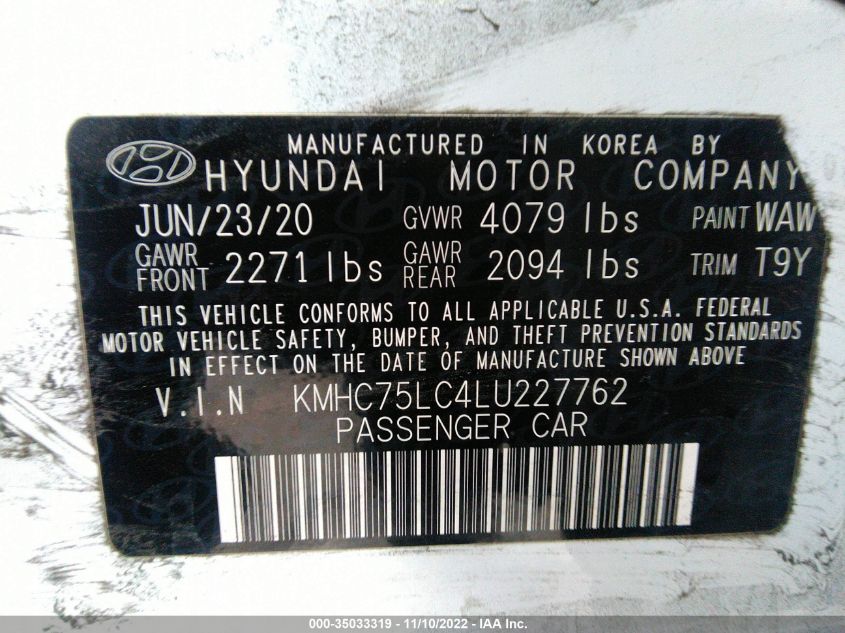 MANUFACTURED IN KOREA BY
HYUNDAI MOTOR COMPANY
JUN/23/20 GVWR 4079 lbs PAINT WAW
GAWR FRONT 2271 lbs GAWR REAR 2094 lbs TRIM T9Y
THIS VEHICLE CONFORMS TO ALL APPLICABLE U.S.A. FEDERAL
MOTOR VEHICLE SAFETY, BUMPER, AND THEFT PREVENTION STANDARDS
IN EFFECT ON THE DATE OF MANUFACTURE SHOWN ABOVE
V.I.N KMHC75LC4LU227762
PASSENGER CAR
000-35033319 - 11/10/2022 - IAA Inc.